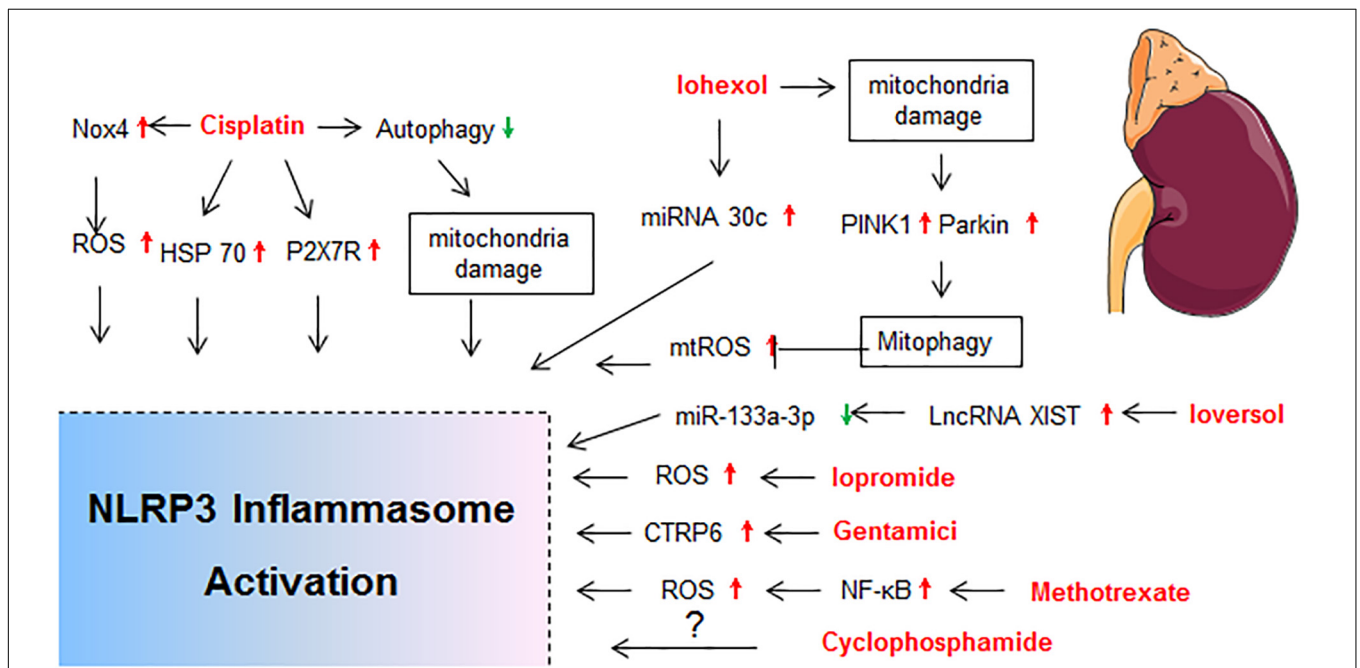 Iohexol
mitochondria
damage
Nox4
Cisplatin
Autophagy
miRNA 30c
PINK1 Parkin
ROS
HSP 70
P2X7R
mitochondria
damage
mtROS
Mitophagy
miR-133a-3p
LncRNA XIST
Ioversol
ROS
Iopromide
NLRP3 Inflammasome
Activation
CTRP6
Gentamici
ROS
NF-κB
Methotrexate
?
Cyclophosphamide